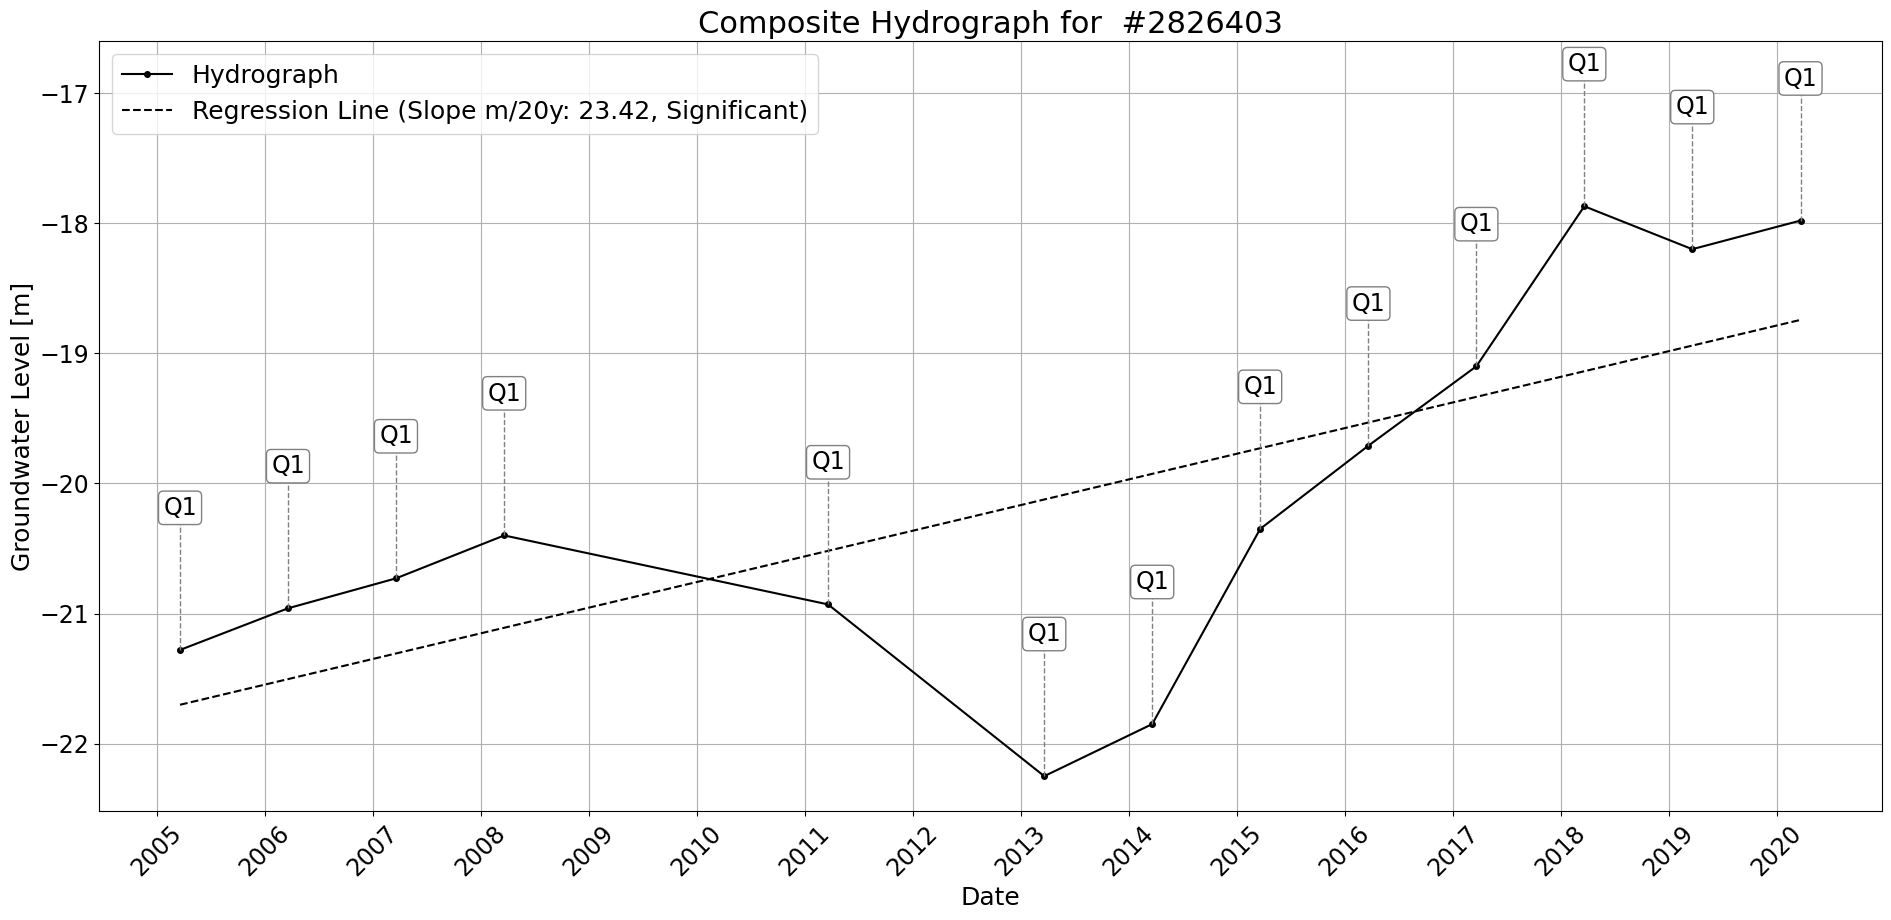 Composite Hydrograph for  #2826403
Hydrograph
Regression Line (Slope m/20y: 23.42, Significant)
Q1
Q1
Q1
Q1
Q1
Q1
Q1
Q1
Q1
Q1
Q1
Q1
Q1
−17
−18
−19
−20
−21
−22
Groundwater Level [m]
2005
2006
2007
2008
2009
2010
2011
2012
2013
2014
2015
2016
2017
2018
2019
2020
Date